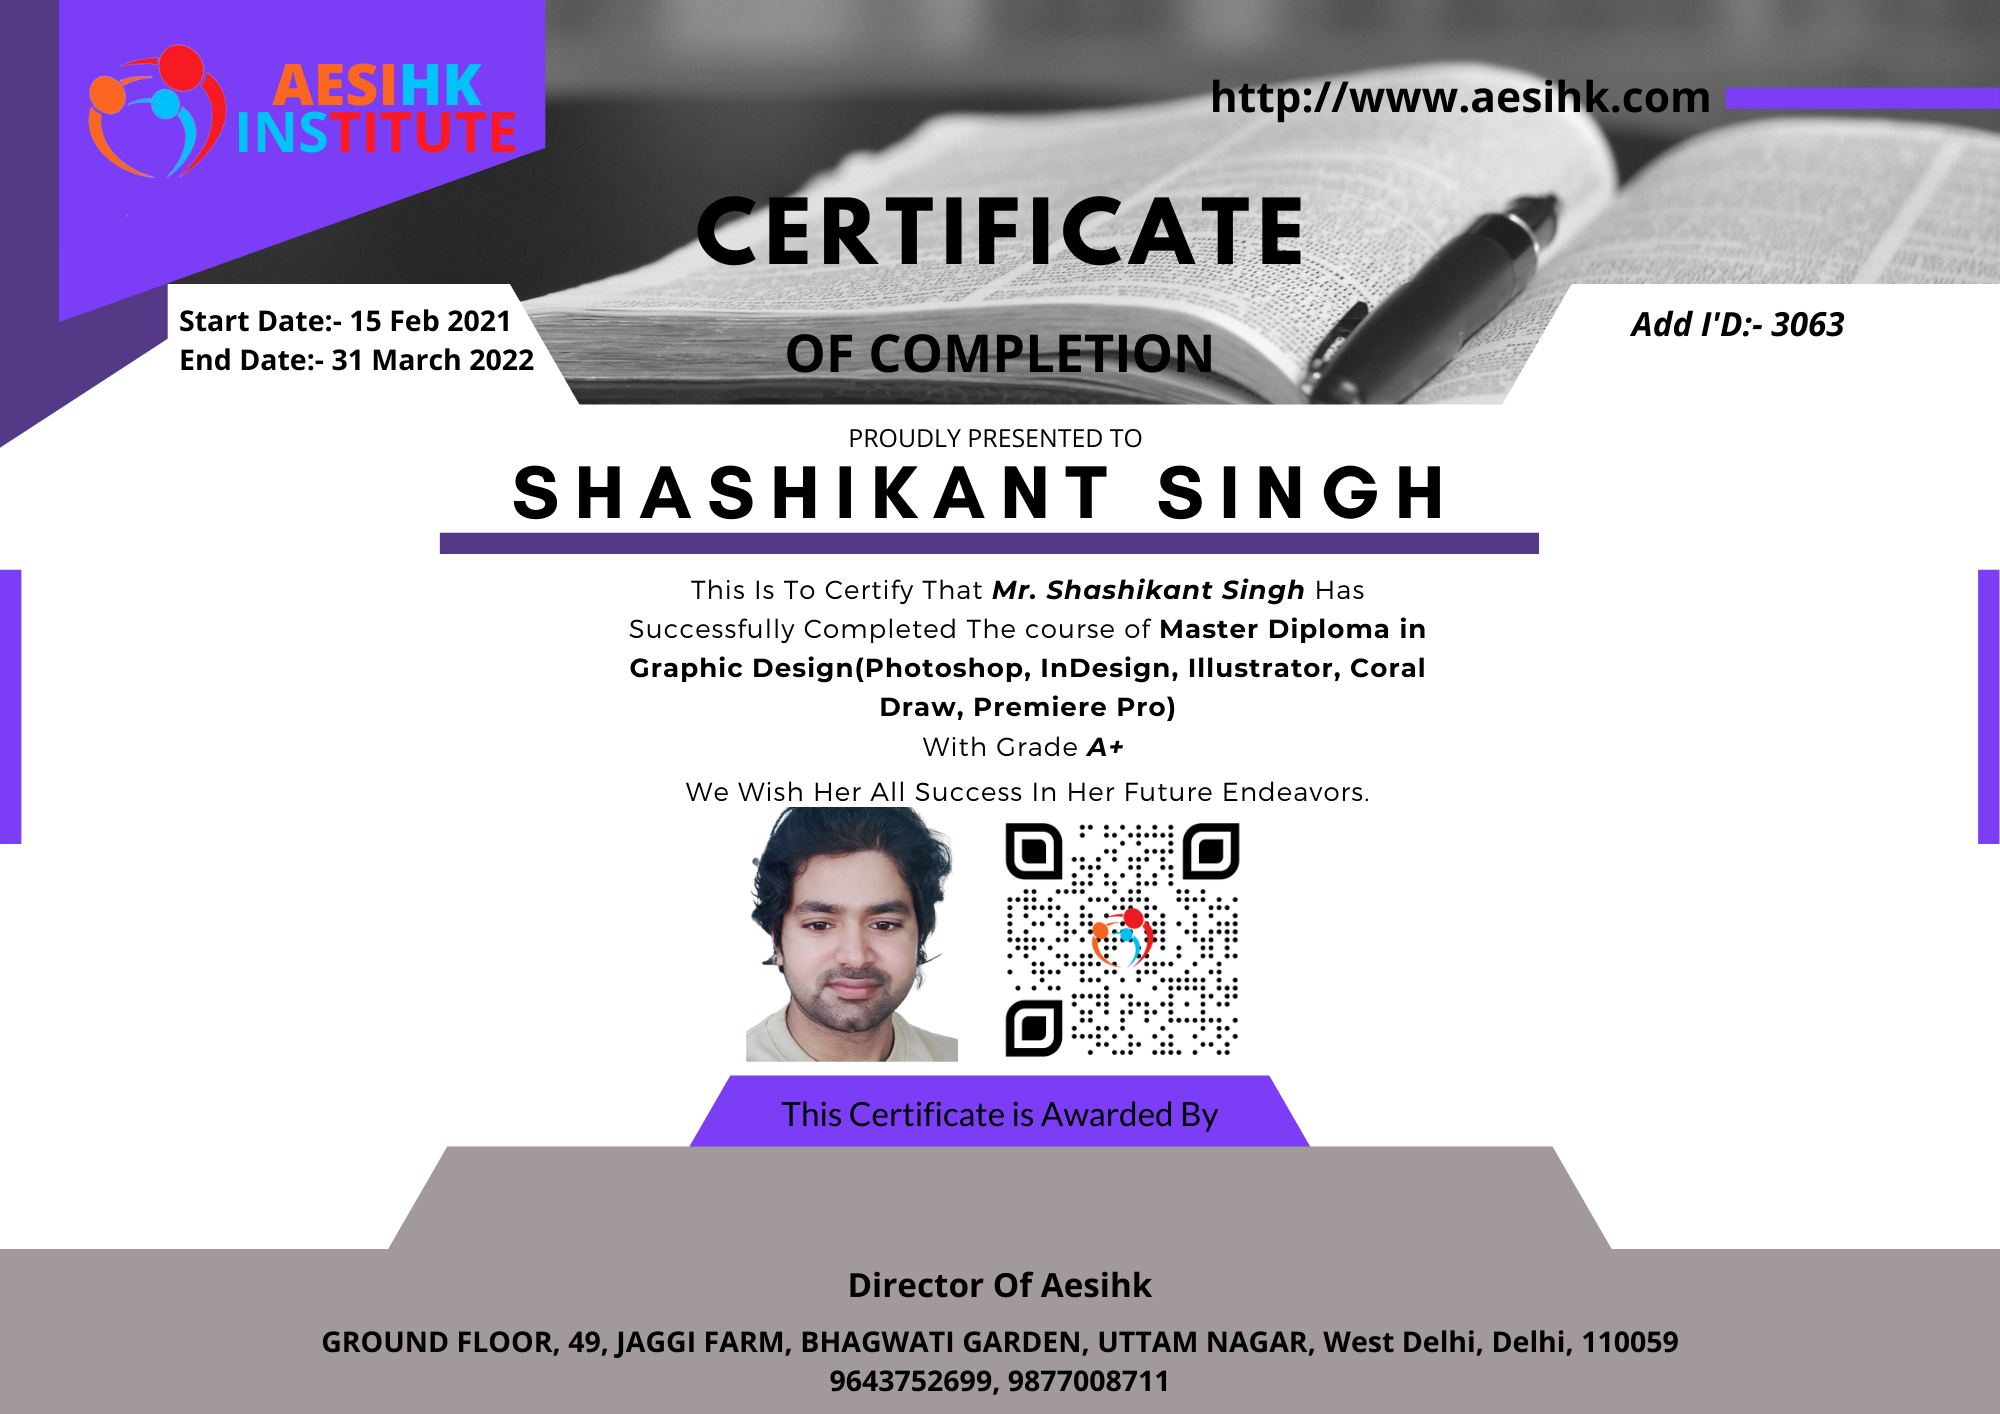 AESIHK
INSTITUTE
http://www.aesihk.com
CERTIFICATE
OF COMPLETION
Start Date:- 15 Feb 2021
End Date:- 31 March 2022
Add I'D:- 3063
PROUDLY PRESENTED TO
SHASHIKANT SINGH
This Is To Certify That Mr. Shashikant Singh Has
Successfully Completed The course of Master Diploma in
Graphic Design(Photoshop, InDesign, Illustrator, Coral
Draw, Premiere Pro)
With Grade A+
We Wish Her All Success In Her Future Endeavors.
This Certificate is Awarded By
Director Of Aesihk
GROUND FLOOR, 49, JAGGI FARM, BHAGWATI GARDEN, UTTAM NAGAR, West Delhi, Delhi, 110059
9643752699, 9877008711